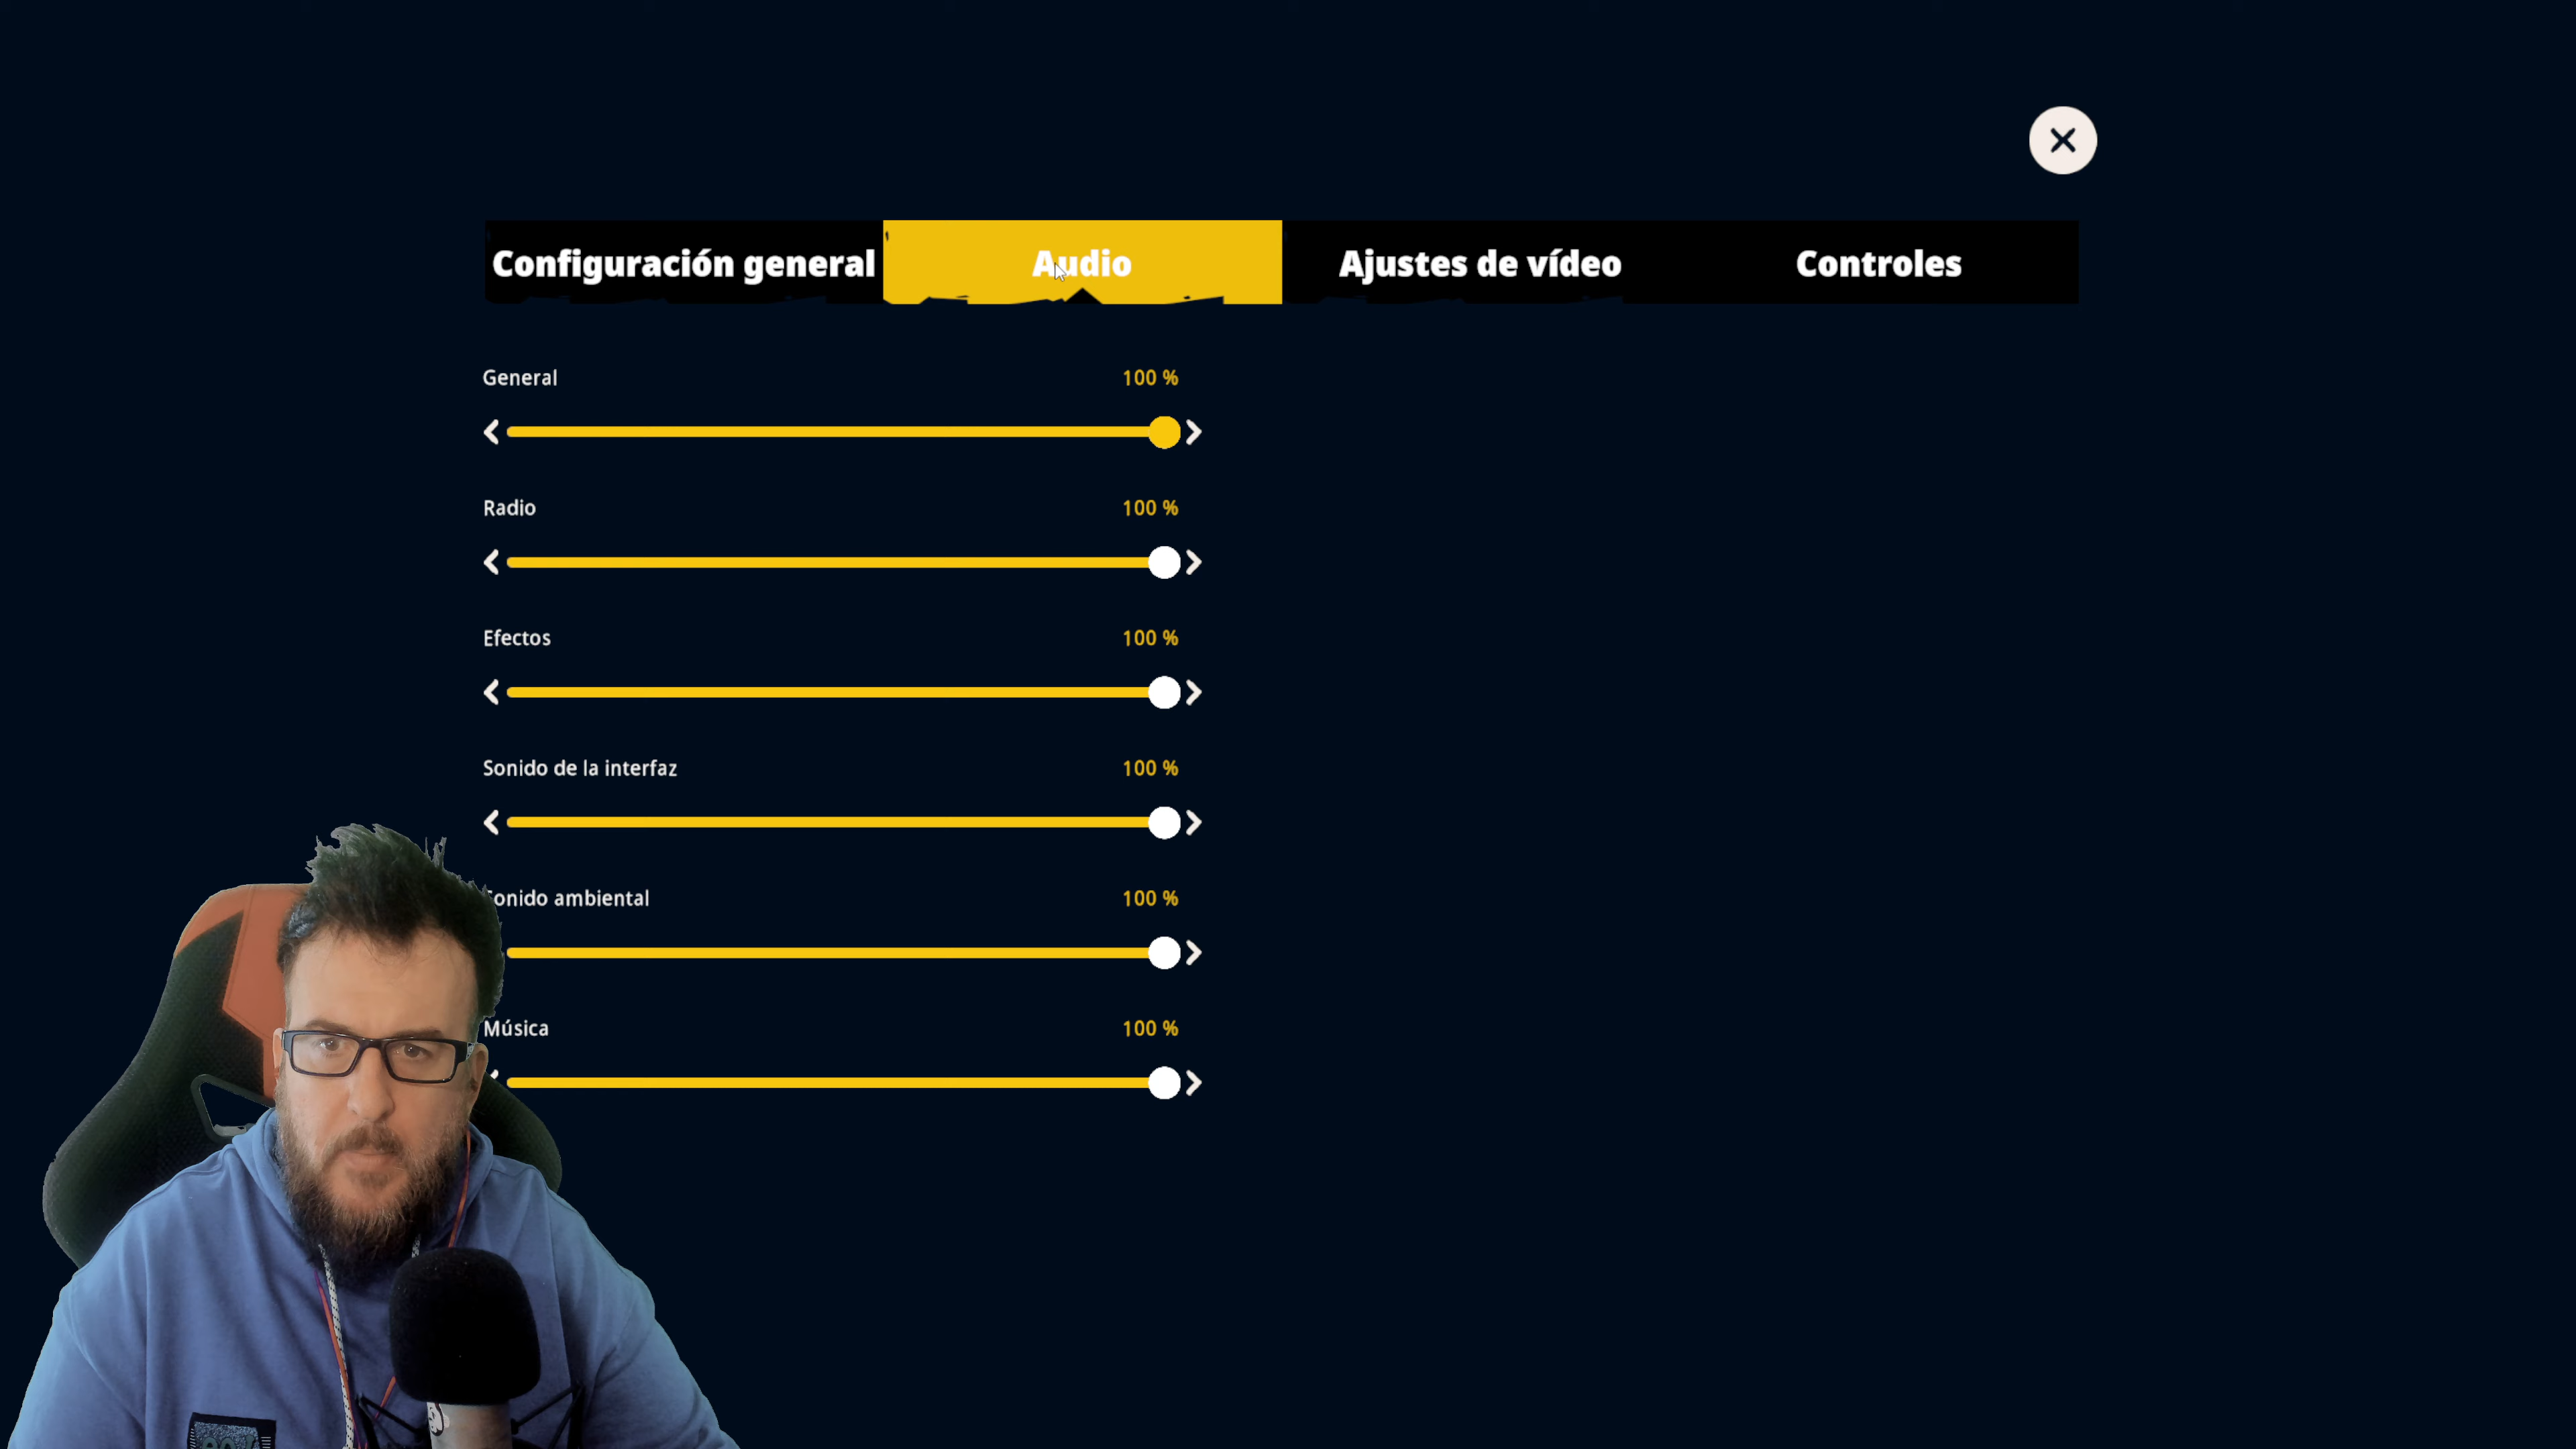 Configuración general
Audio
Ajustes de vídeo
Controles
General
100 %
Radio
100 %
Efectos
100 %
Sonido de la interfaz
100 %
Sonido ambiental
100 %
Música
100 %